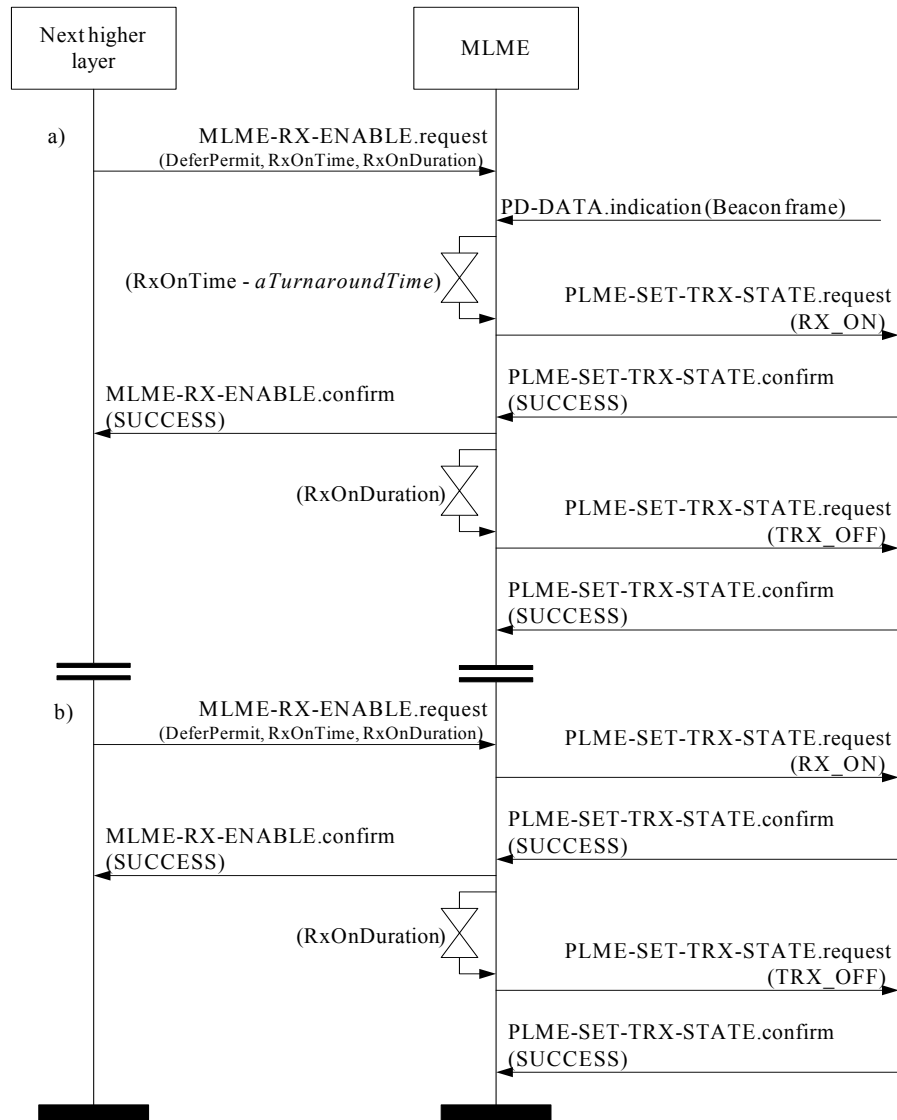 Next higher
layer
MLME
a)
MLME-RX-ENABLE.request
(DeferPermit, RxOnTime, RxOnDuration)
PD-DATA.indication (Beacon frame)
(RxOnTime - aTurnaroundTime)
PLME-SET-TRX-STATE.request
(RX_ON)
PLME-SET-TRX-STATE.confirm
(SUCCESS)
MLME-RX-ENABLE.confirm
(SUCCESS)
(RxOnDuration)
PLME-SET-TRX-STATE.request
(TRX_OFF)
PLME-SET-TRX-STATE.confirm
(SUCCESS)
b)
MLME-RX-ENABLE.request
(DeferPermit, RxOnTime, RxOnDuration)
PLME-SET-TRX-STATE.request
(RX_ON)
PLME-SET-TRX-STATE.confirm
(SUCCESS)
MLME-RX-ENABLE.confirm
(SUCCESS)
(RxOnDuration)
PLME-SET-TRX-STATE.request
(TRX_OFF)
PLME-SET-TRX-STATE.confirm
(SUCCESS)